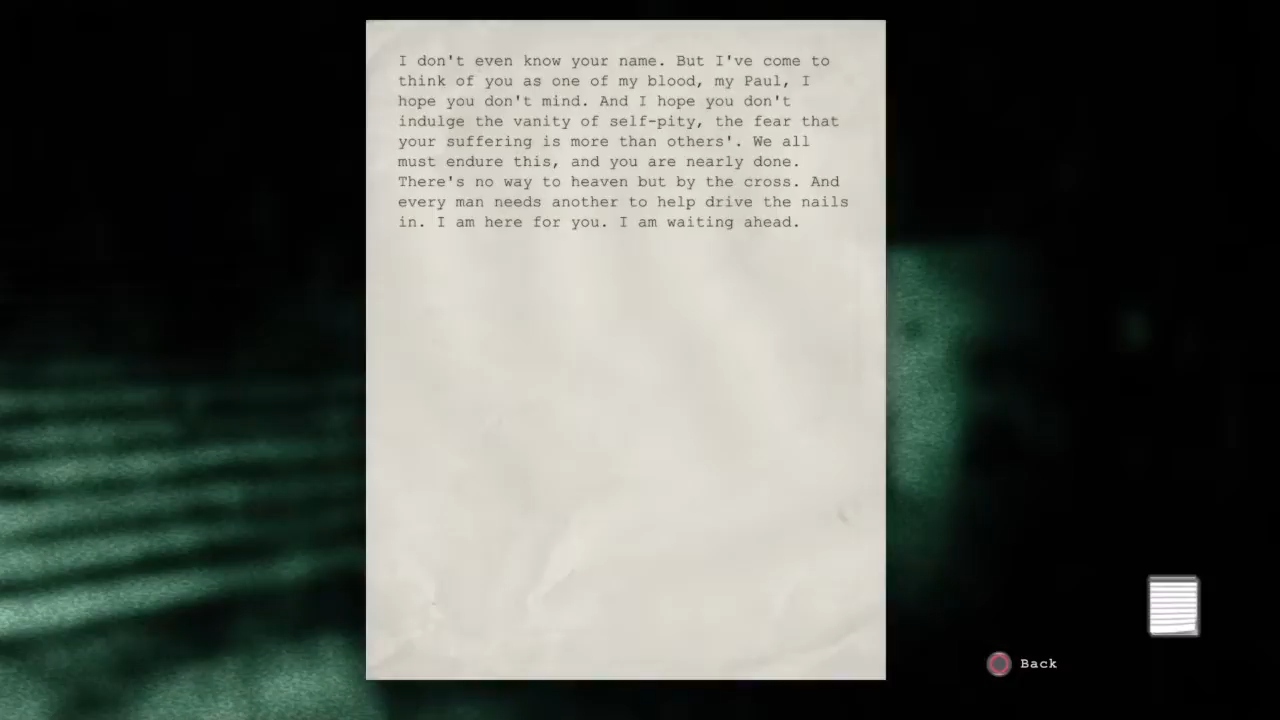 I don't even know your name. But I've come to
think of you as one of my blood, my Paul, I
hope you don't mind. And I hope you don't
indulge the vanity of self-pity, the fear that
your suffering is more than others'. We all
must endure this, and you are nearly done.
There's no way to heaven but by the cross. And
every man needs another to help drive the nails
in. I am here for you. I am waiting ahead.
Back